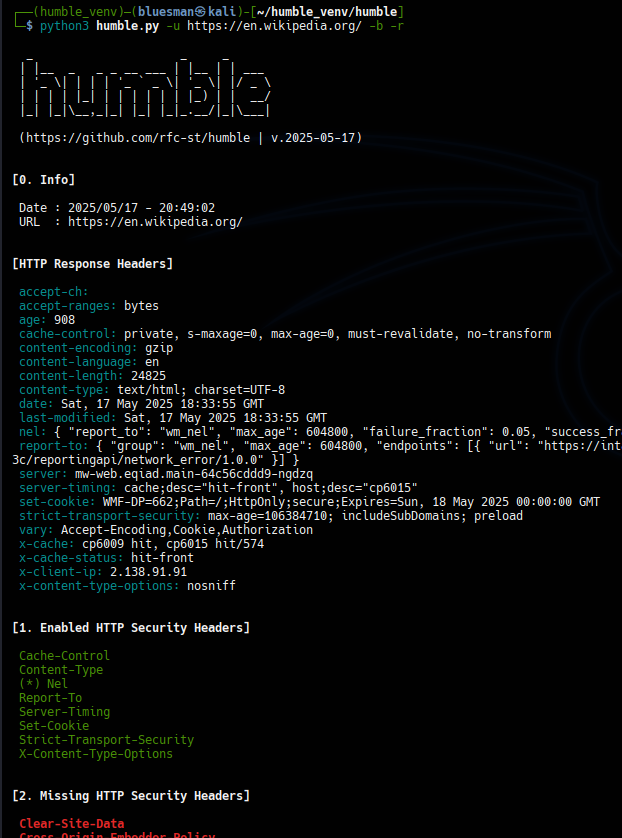 (humble_venv)-(bluesman㉿kali)-[~/humble_venv/humble]
$ python3 humble.py -u https://en.wikipedia.org/ -b -r
humble
(https://github.com/rfc-st/humble | v.2025-05-17)
[0. Info]
Date : 2025/05/17 - 20:49:02
URL  : https://en.wikipedia.org/
[HTTP Response Headers]
accept-ch:
accept-ranges: bytes
age: 908
cache-control: private, s-maxage=0, max-age=0, must-revalidate, no-transform
content-encoding: gzip
content-language: en
content-length: 24825
content-type: text/html; charset=UTF-8
date: Sat, 17 May 2025 18:33:55 GMT
last-modified: Sat, 17 May 2025 18:33:55 GMT
nel: { "report_to": "wm_nel", "max_age": 604800, "failure_fraction": 0.05, "success_fr
report-to: { "group": "wm_nel", "max_age": 604800, "endpoints": [{ "url": "https://int
3c/reportingapi/network_error/1.0.0" }] }
server: mw-web.eqiad.main-64c56cddd9-ngdzq
server-timing: cache;desc="hit-front", host;desc="cp6015"
set-cookie: WMF-DP=662;Path=/;HttpOnly;secure;Expires=Sun, 18 May 2025 00:00:00 GMT
strict-transport-security: max-age=106384710; includeSubDomains; preload
vary: Accept-Encoding,Cookie,Authorization
x-cache: cp6009 hit, cp6015 hit/574
x-cache-status: hit-front
x-client-ip: 2.138.91.91
x-content-type-options: nosniff
[1. Enabled HTTP Security Headers]
Cache-Control
Content-Type
(*) Nel
Report-To
Server-Timing
Set-Cookie
Strict-Transport-Security
X-Content-Type-Options
[2. Missing HTTP Security Headers]
Clear-Site-Data
Cross-Origin-Embedder-Policy